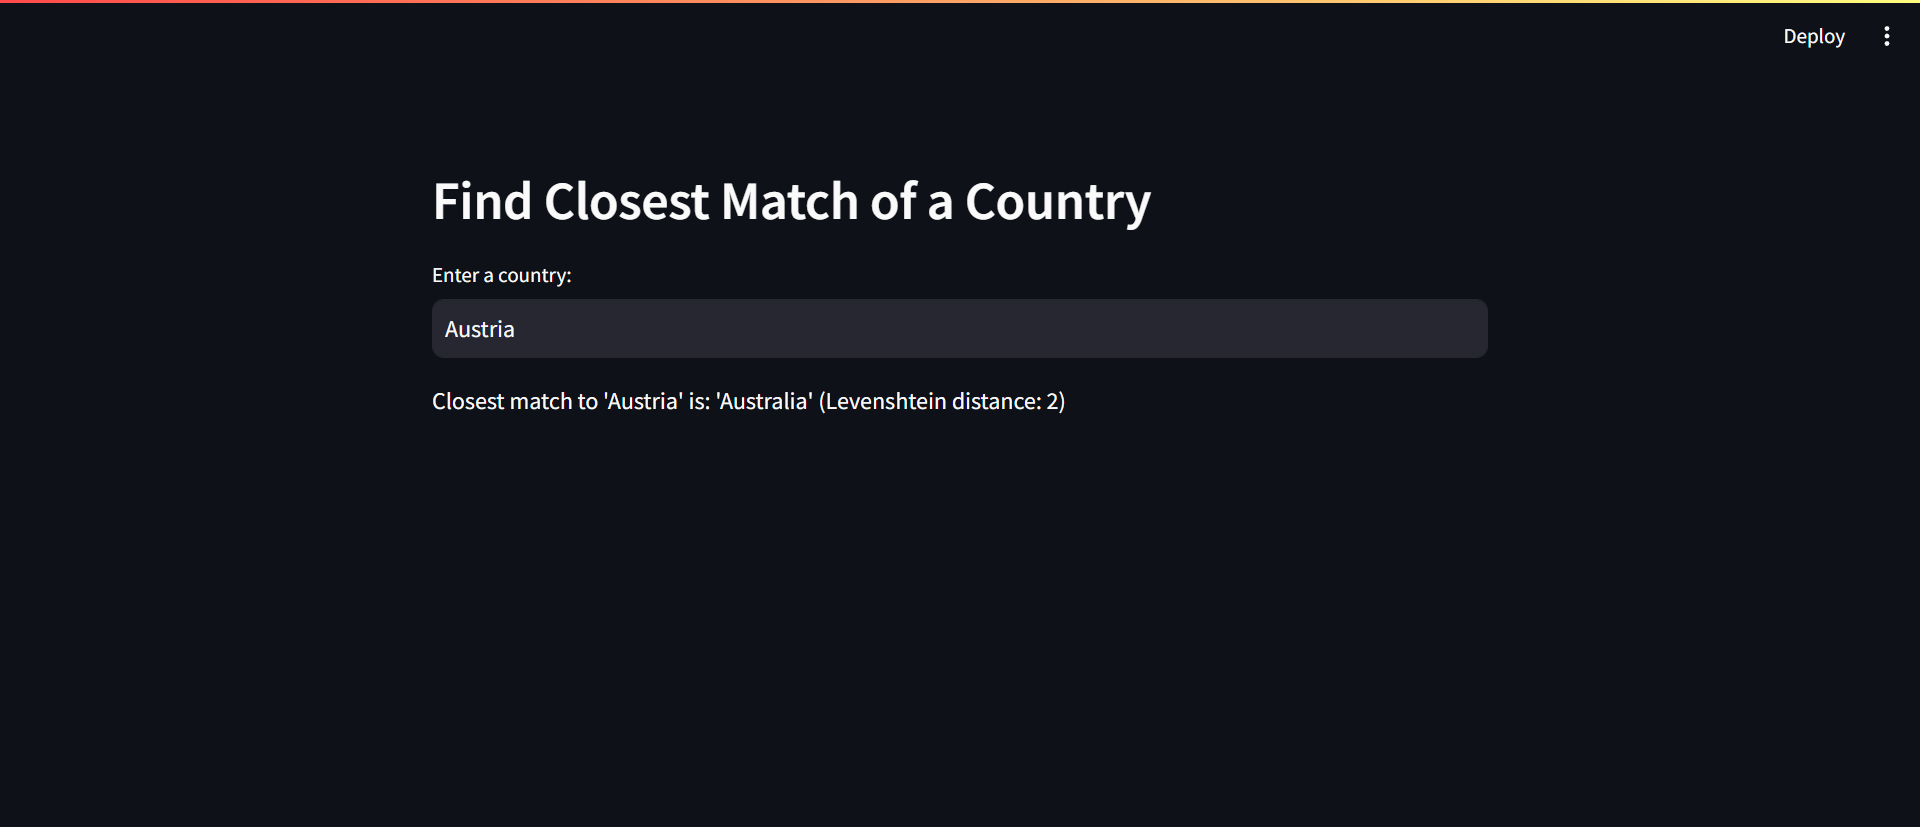 Deploy
Find Closest Match of a Country
Enter a country:
Austria
Closest match to 'Austria' is: 'Australia' (Levenshtein distance: 2)